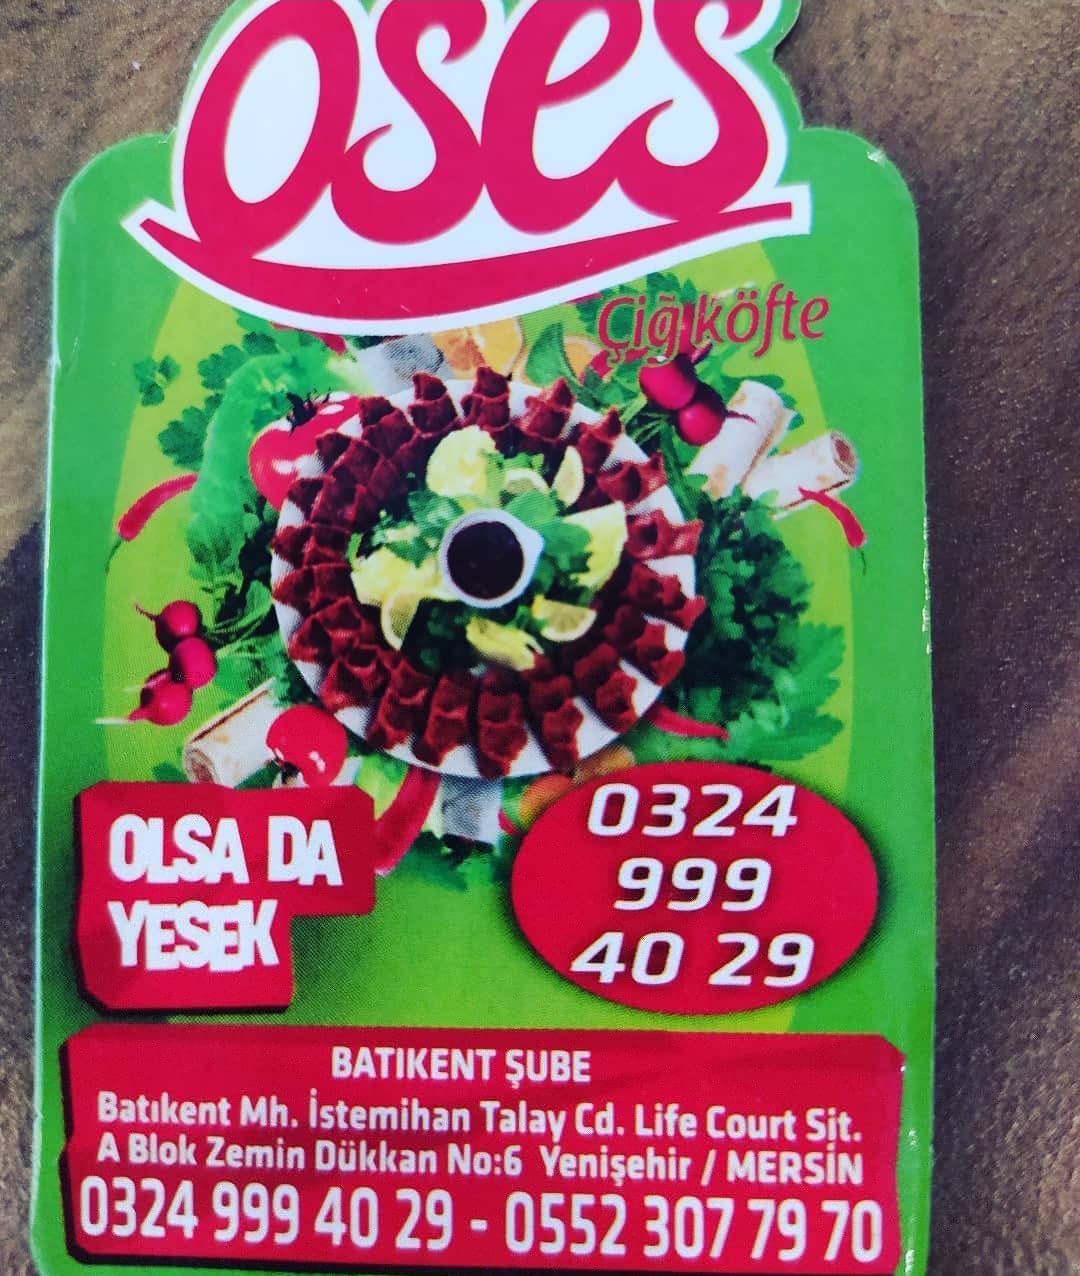 Oses
Çiğ köfte
OLSA DA
YESEK
0324
999
40 29
BATIKENT ŞUBE
Batıkent Mh. İstemihan Talay Cd. Life Court Sit.
A Blok Zemin Dükkan No:6 Yenişehir / MERSİN
0324 999 40 29 - 0552 307 79 70